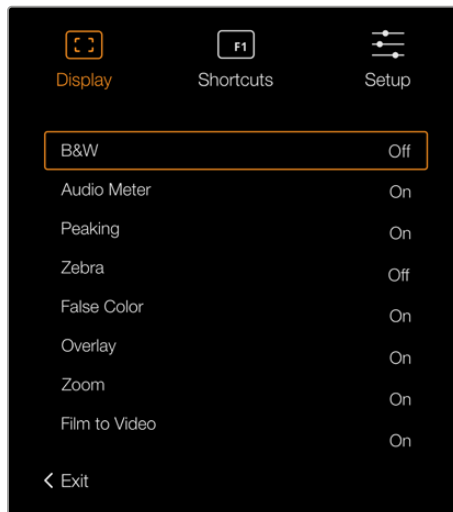 F1
Display Shortcuts Setup
B&W Off
Audio Meter On
Peaking On
Zebra Off
False Color On
Overlay On
Zoom On
Film to Video On
Exit